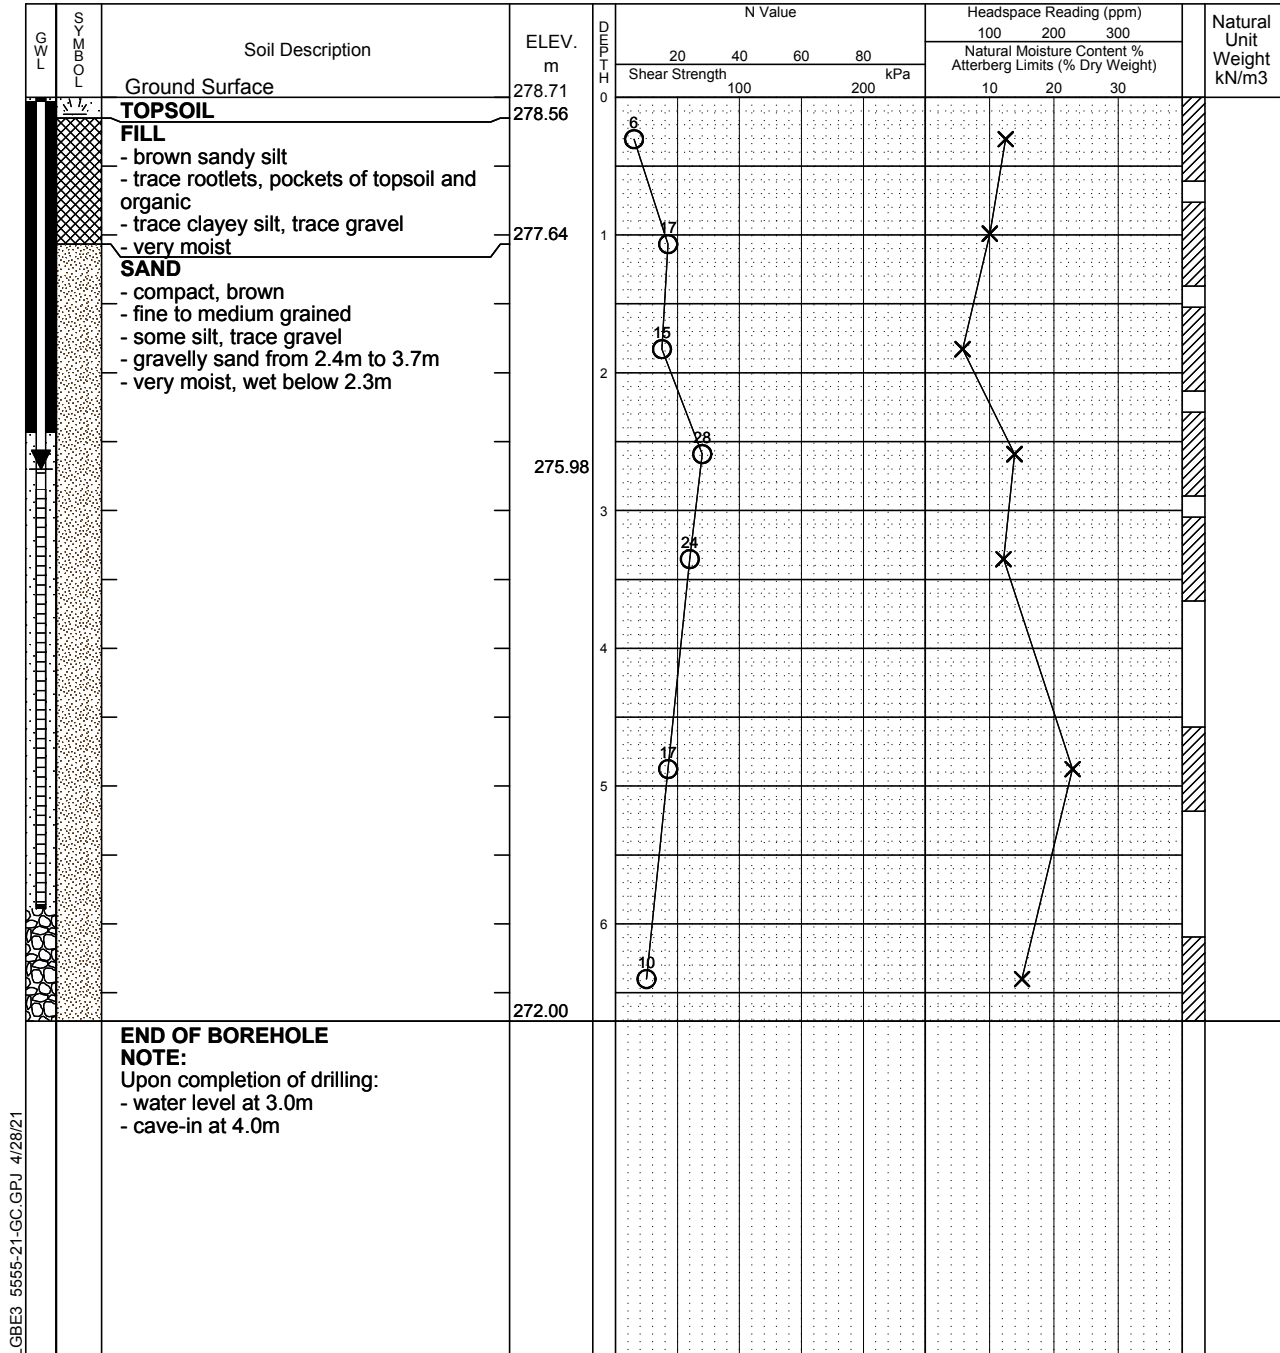 GWL
SYMBOL
Soil Description
ELEV.
m
DEPTH
N Value
20 40 60 80
Shear Strength kPa
100 200
Headspace Reading (ppm)
100 200 300
Natural Moisture Content %
Atterberg Limits (% Dry Weight)
10 20 30
Natural
Unit
Weight
kN/m3
Ground Surface
278.71
0
TOPSOIL
278.56
FILL
6
- brown sandy silt
- trace rootlets, pockets of topsoil and
organic
- trace clayey silt, trace gravel
17
277.64
1
- very moist
SAND
- compact, brown
- fine to medium grained
- some silt, trace gravel
15
- gravelly sand from 2.4m to 3.7m
2
- very moist, wet below 2.3m
28
275.98
3
24
4
17
5
6
10
272.00
END OF BOREHOLE
NOTE:
Upon completion of drilling:
- water level at 3.0m
- cave-in at 4.0m
LGBE3 5555-21-GC.GPJ 4/28/21